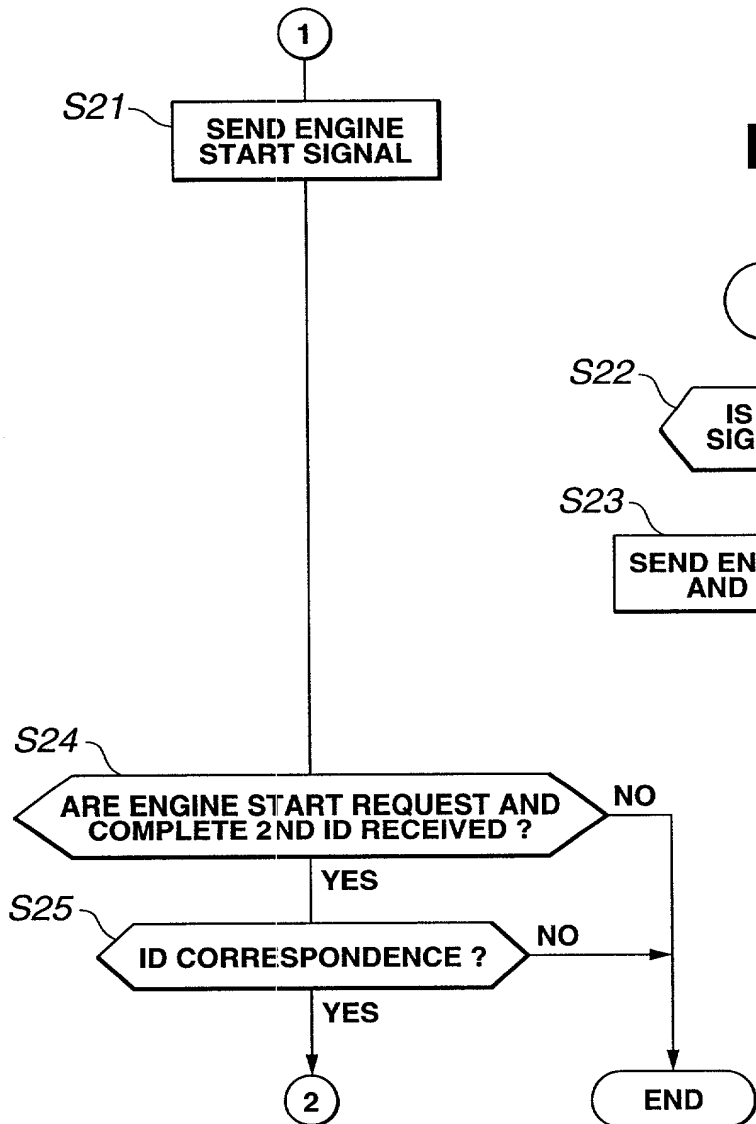 1
S21
SEND ENGINE
START SIGNAL
S22
IS
SIG
S23
SEND EN
AND
S24
ARE ENGINE START REQUEST AND
COMPLETE 2ND ID RECEIVED ?
NO
YES
S25
ID CORRESPONDENCE ?
NO
YES
2
END